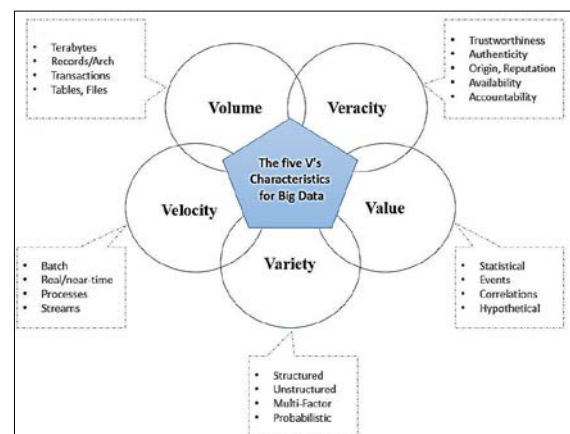 • Terabytes
• Records/Arch
• Transactions
• Tables, Files
• Trustworthiness
• Authenticity
• Origin, Reputation
• Availability
• Accountability
Volume
Veracity
The five V's
Characteristics
for Big Data
Velocity
Value
Variety
• Batch
• Real/near-time
• Processes
• Streams
• Statistical
• Events
• Correlations
• Hypothetical
• Structured
• Unstructured
• Multi-Factor
• Probabilistic